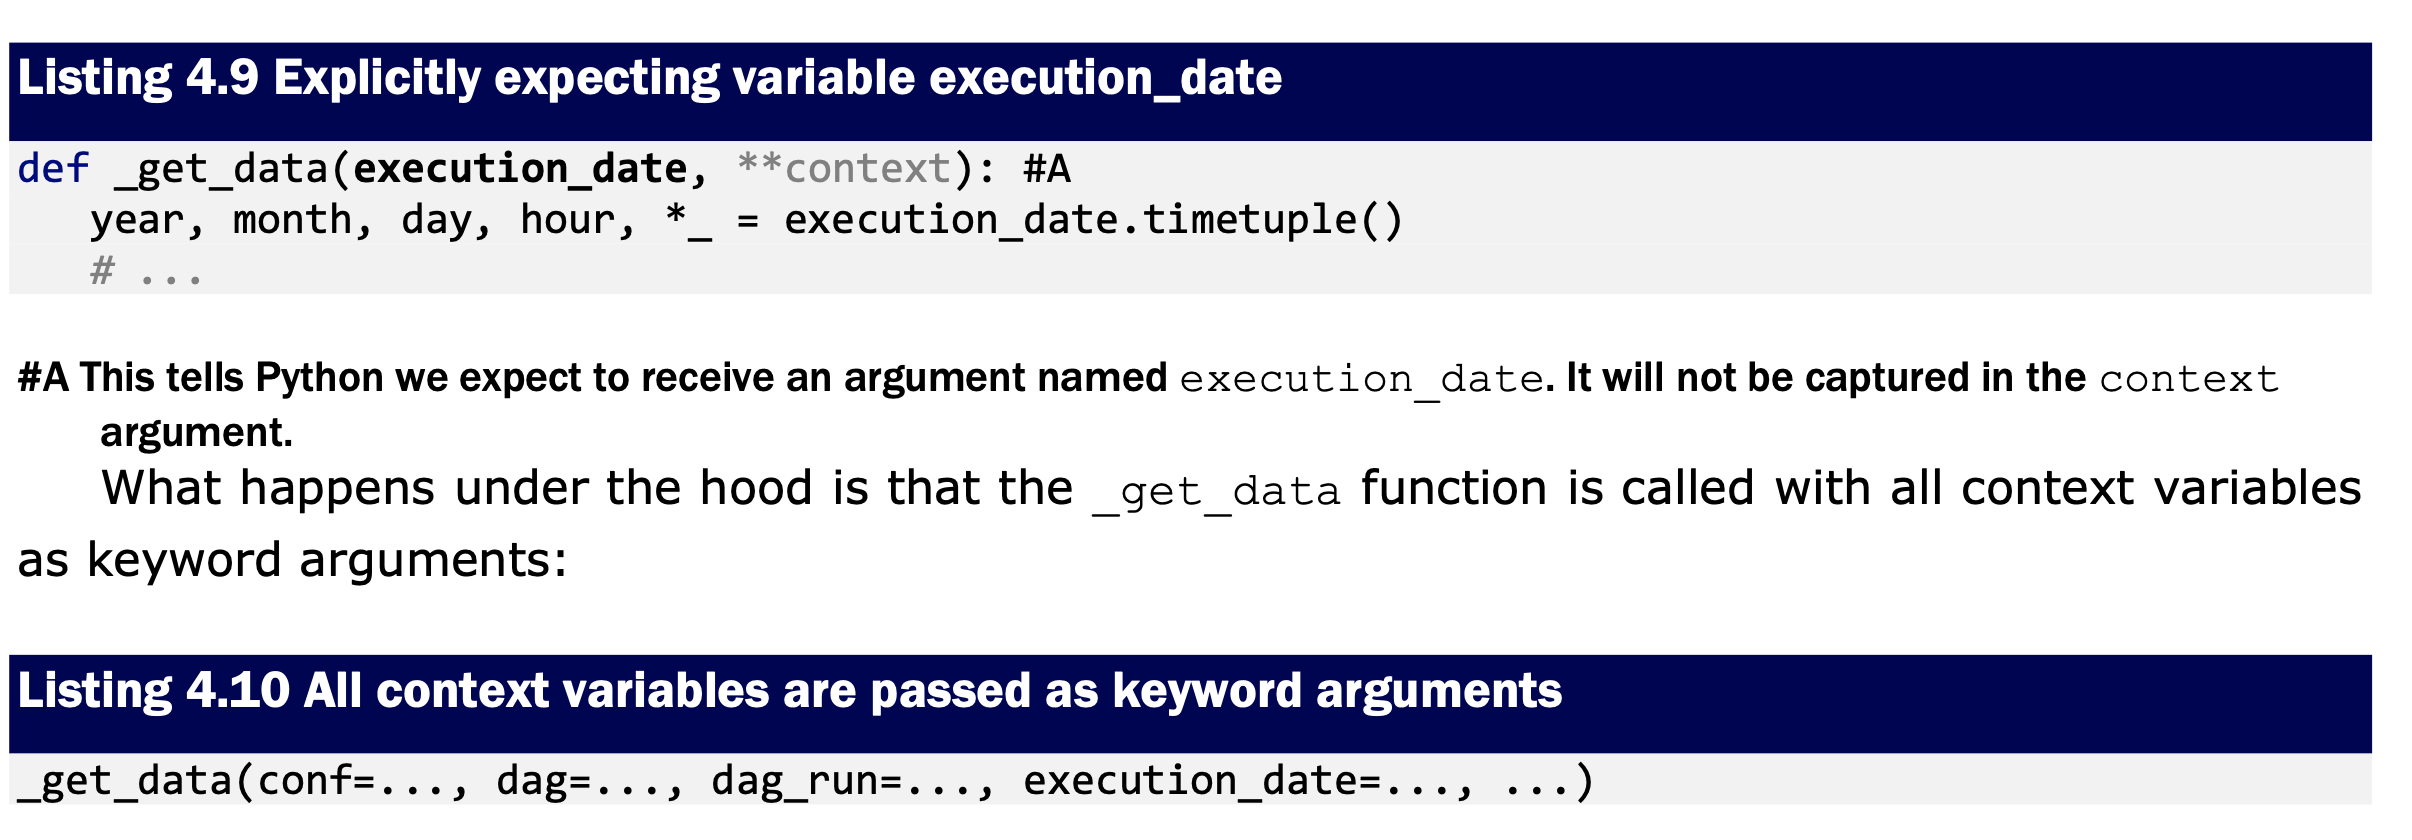 Listing 4.9 Explicitly expecting variable execution_date
def _get_data(execution_date, **context): #A
   year, month, day, hour, *_ = execution_date.timetuple()
   # ...
#A This tells Python we expect to receive an argument named execution_date. It will not be captured in the context
argument.
What happens under the hood is that the _get_data function is called with all context variables
as keyword arguments:
Listing 4.10 All context variables are passed as keyword arguments
_get_data(conf=..., dag=..., dag_run=..., execution_date=..., ...)